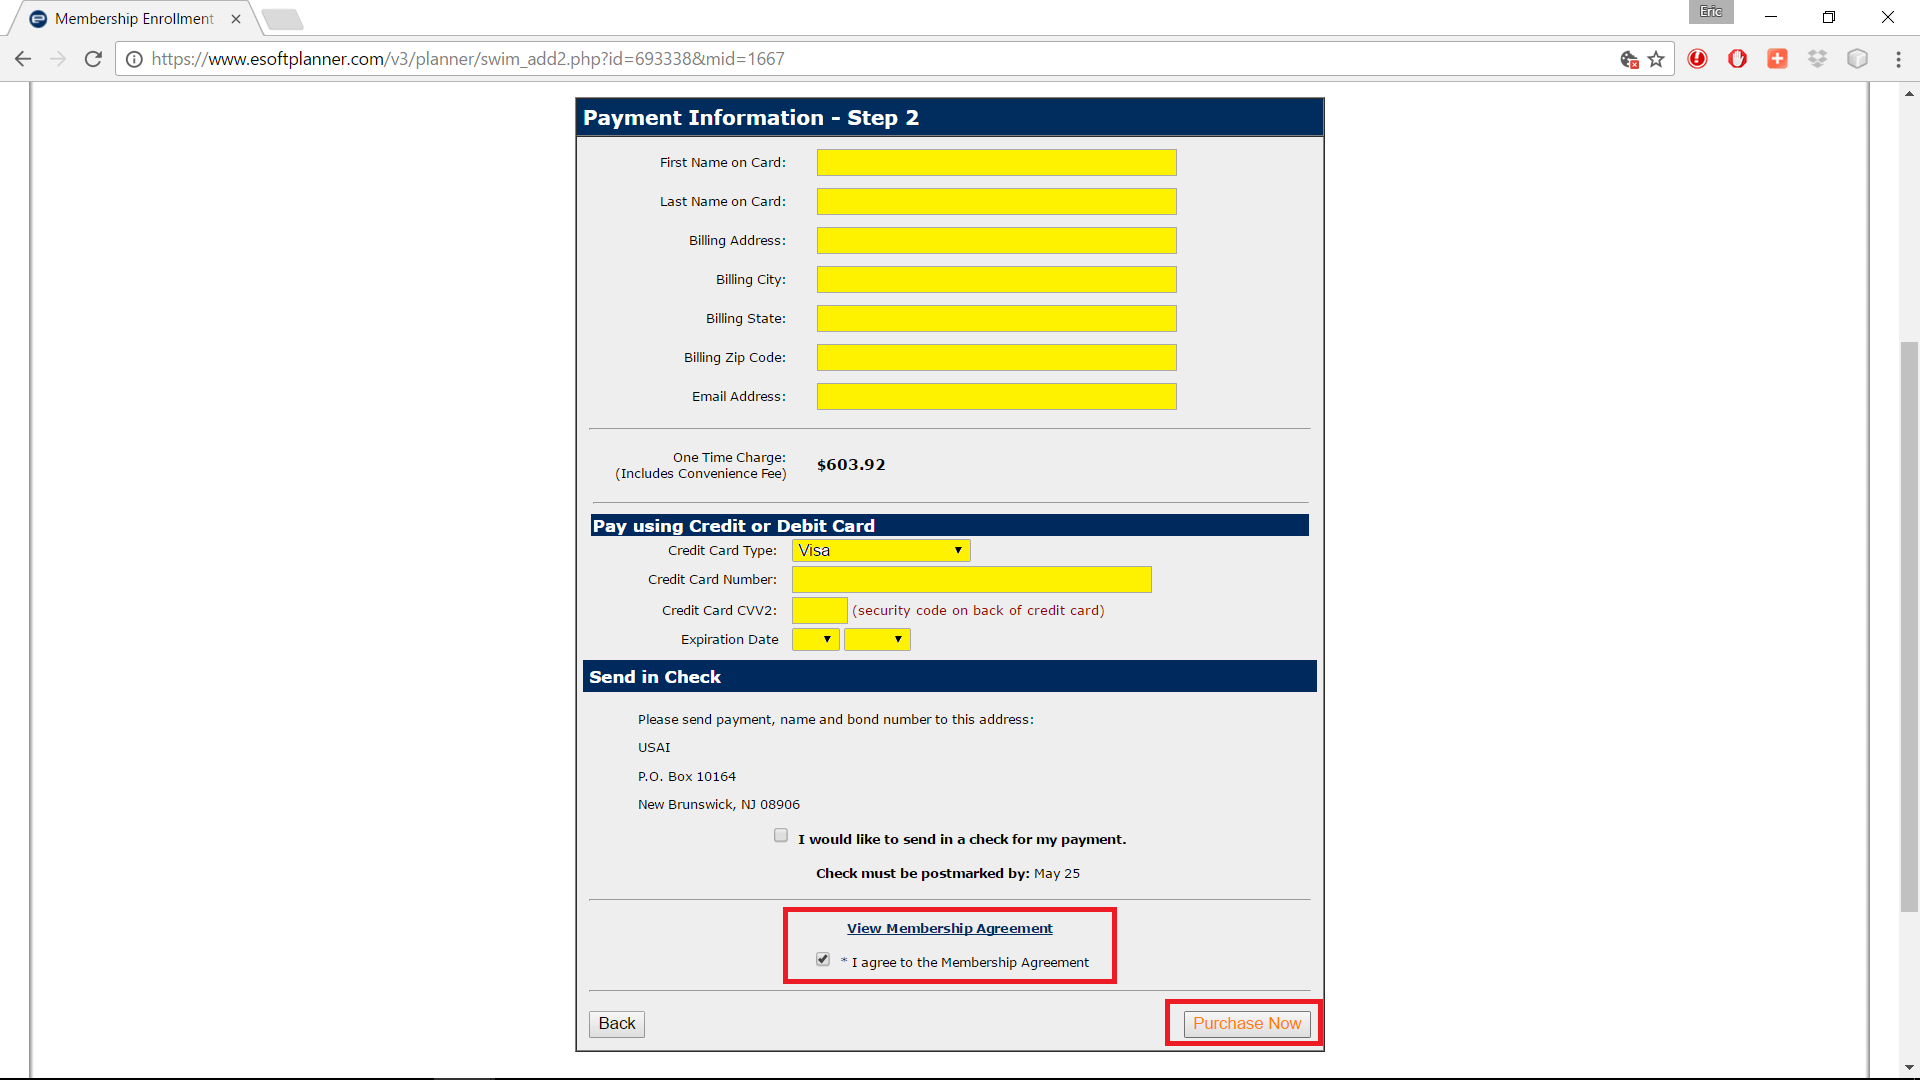 Membership Enrollment
Eric
https://www.esoftplanner.com/v3/planner/swim_add2.php?id=693338&mid=1667
Payment Information - Step 2
First Name on Card:
Last Name on Card:
Billing Address:
Billing City:
Billing State:
Billing Zip Code:
Email Address:
One Time Charge:
(Includes Convenience Fee)
$603.92
Pay using Credit or Debit Card
Credit Card Type: Visa
Credit Card Number:
Credit Card CVV2: (security code on back of credit card)
Expiration Date
Send in Check
Please send payment, name and bond number to this address:
USAI
P.O. Box 10164
New Brunswick, NJ 08906
I would like to send in a check for my payment.
Check must be postmarked by: May 25
View Membership Agreement
* I agree to the Membership Agreement
Back
Purchase Now